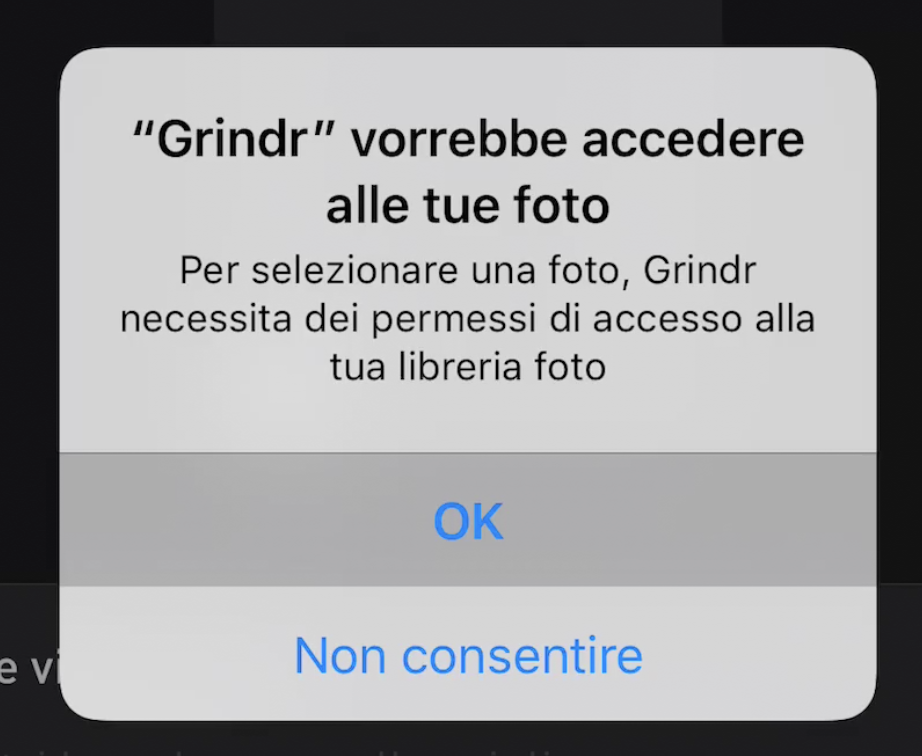 “Grindr” vorrebbe accedere
alle tue foto
Per selezionare una foto, Grindr
necessita dei permessi di accesso alla
tua libreria foto
OK
Non consentire